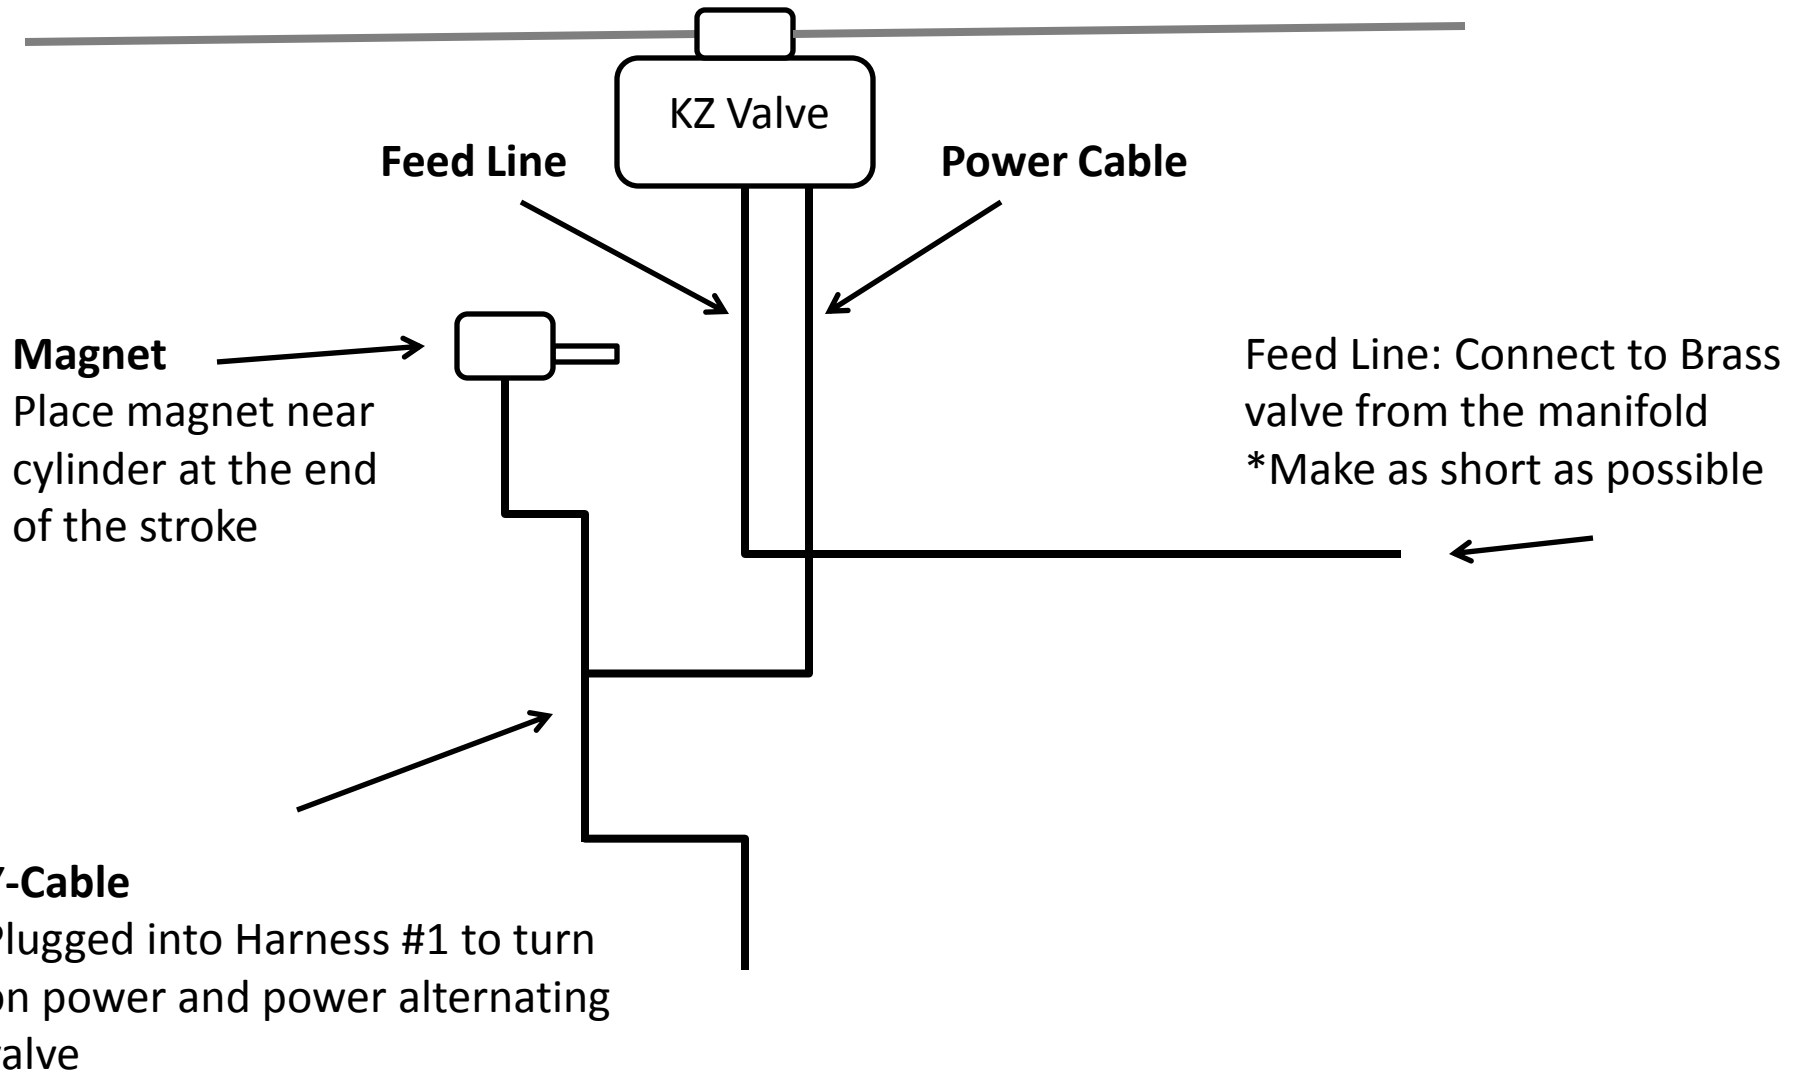 KZ Valve
Feed Line
Power Cable
Magnet
Place magnet near
cylinder at the end
of the stroke
Feed Line: Connect to Brass
valve from the manifold
*Make as short as possible
Y-Cable
Plugged into Harness #1 to turn
on power and power alternating
valve